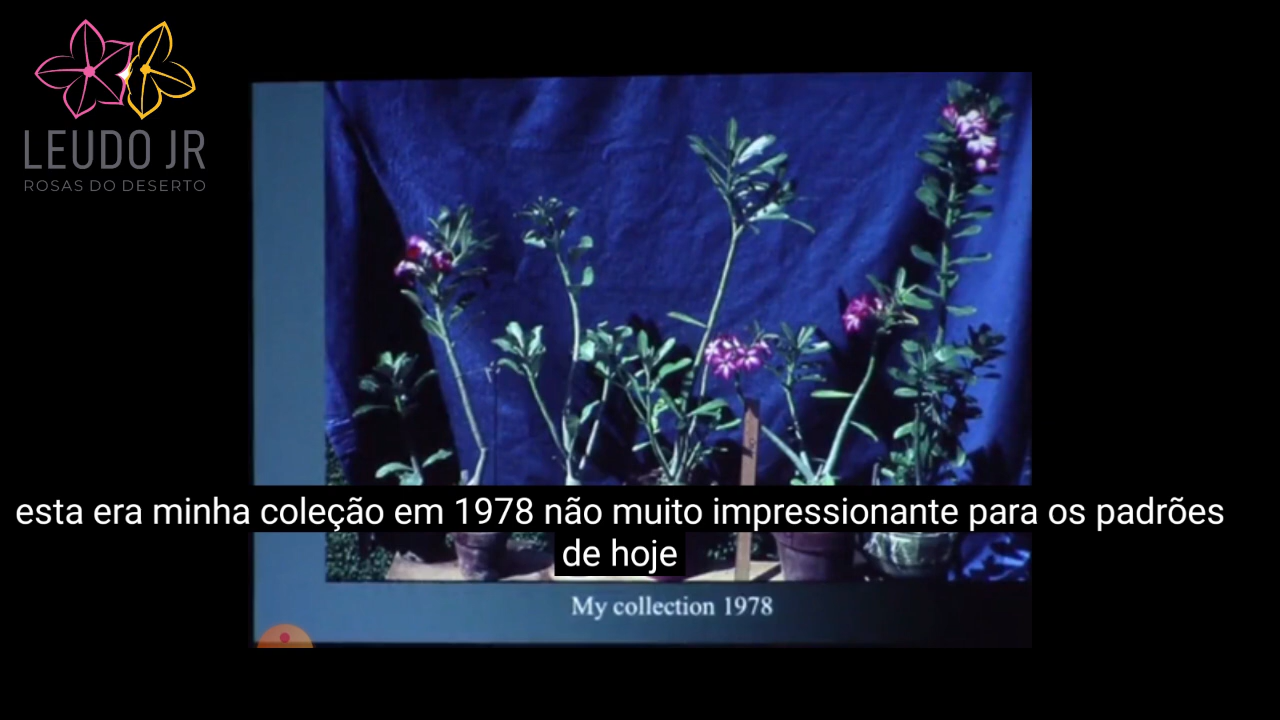 LEUDO JR
ROSAS DO DESERTO
esta era minha coleção em 1978 não muito impressionante para os padrões
de hoje
My collection 1978